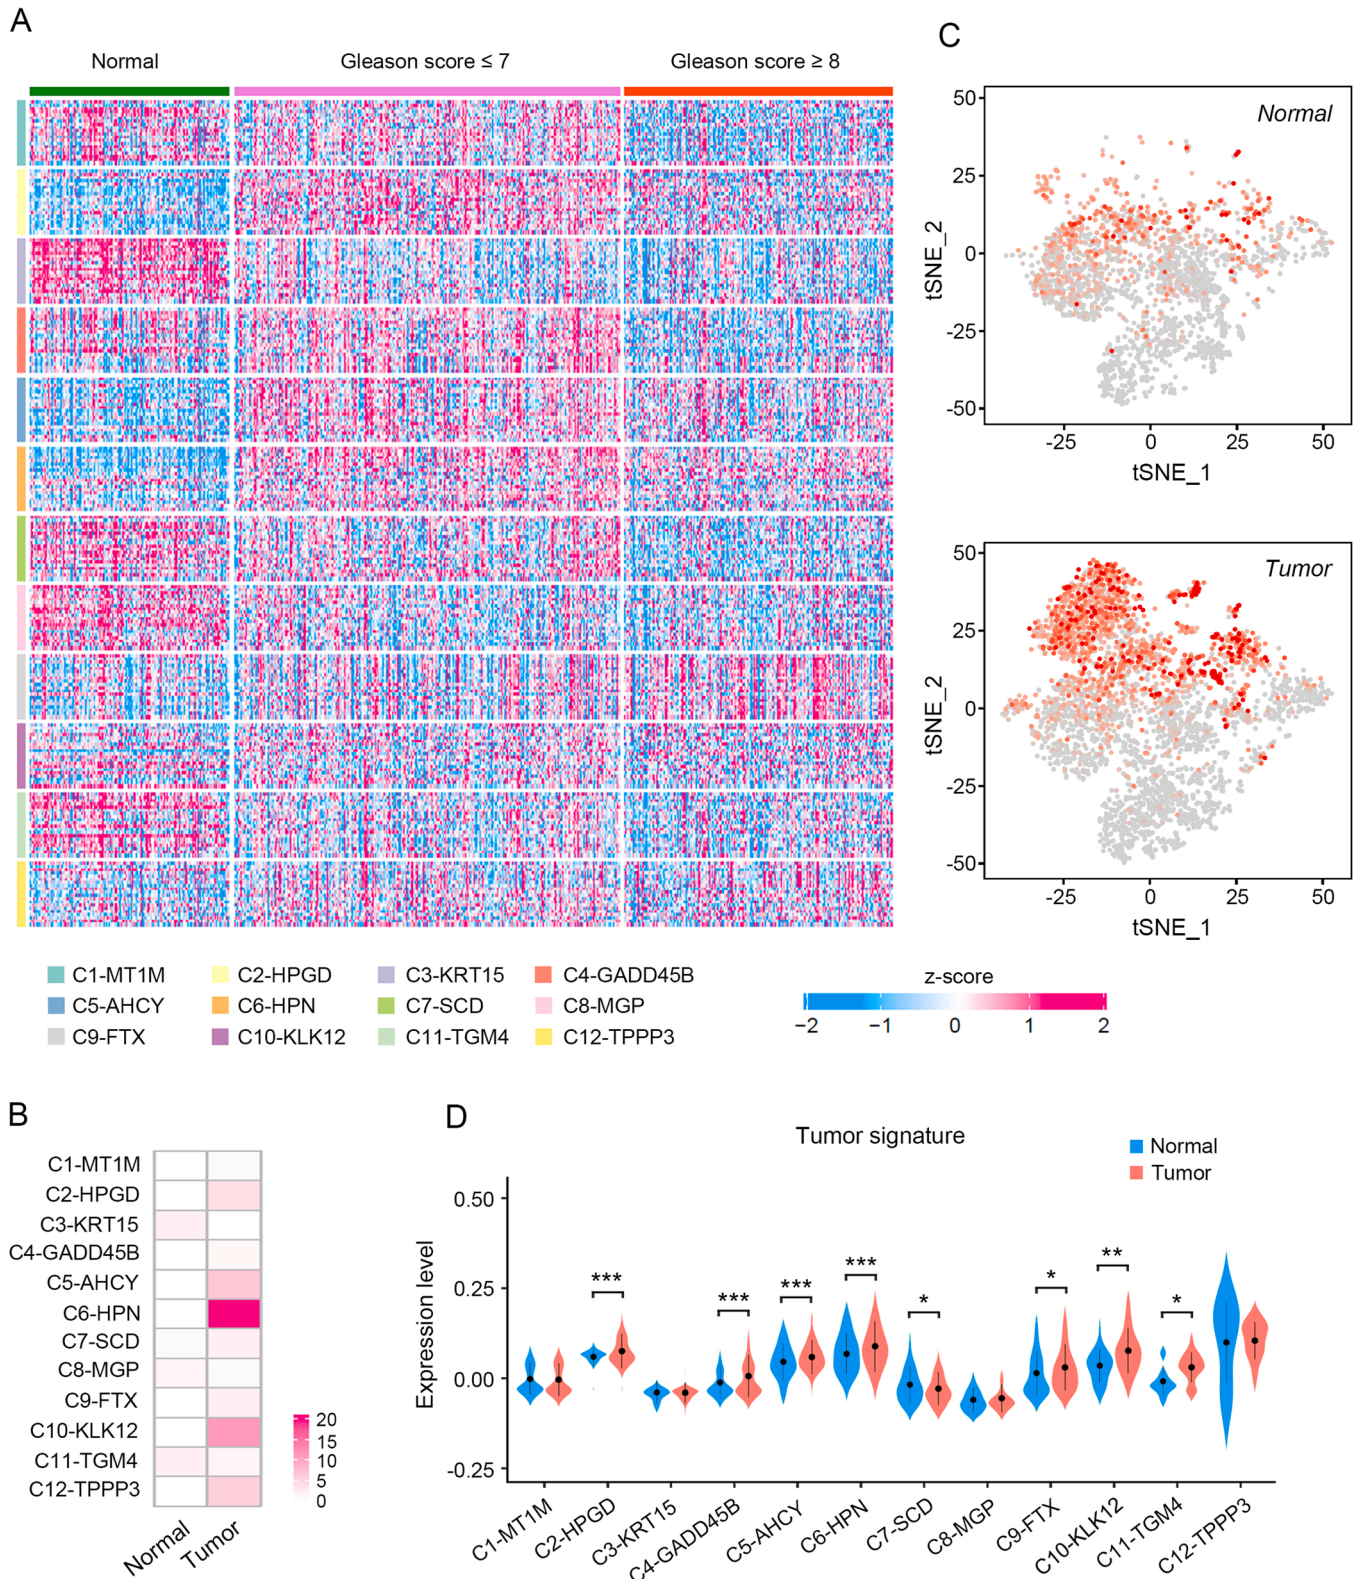 A
Normal
Gleason score ≤ 7
Gleason score ≥ 8
C1-MT1M
C2-HPGD
C3-KRT15
C4-GADD45B
C5-AHCY
C6-HPN
C7-SCD
C8-MGP
C9-FTX
C10-KLK12
C11-TGM4
C12-TPPP3
z-score
−2
−1
0
1
2
C
Normal
50
25
0
-25
-50
tSNE_2
-25
0
25
50
tSNE_1
Tumor
50
25
0
-25
-50
tSNE_2
-25
0
25
50
tSNE_1
B
C1-MT1M
C2-HPGD
C3-KRT15
C4-GADD45B
C5-AHCY
C6-HPN
C7-SCD
C8-MGP
C9-FTX
C10-KLK12
C11-TGM4
C12-TPPP3
Normal
Tumor
20
15
10
5
0
D
Tumor signature
Normal
Tumor
Expression level
0.50
0.25
0.00
-0.25
***
***
***
***
*
*
**
*
C1-MT1M
C2-HPGD
C3-KRT15
C4-GADD45B
C5-AHCY
C6-HPN
C7-SCD
C8-MGP
C9-FTX
C10-KLK12
C11-TGM4
C12-TPPP3